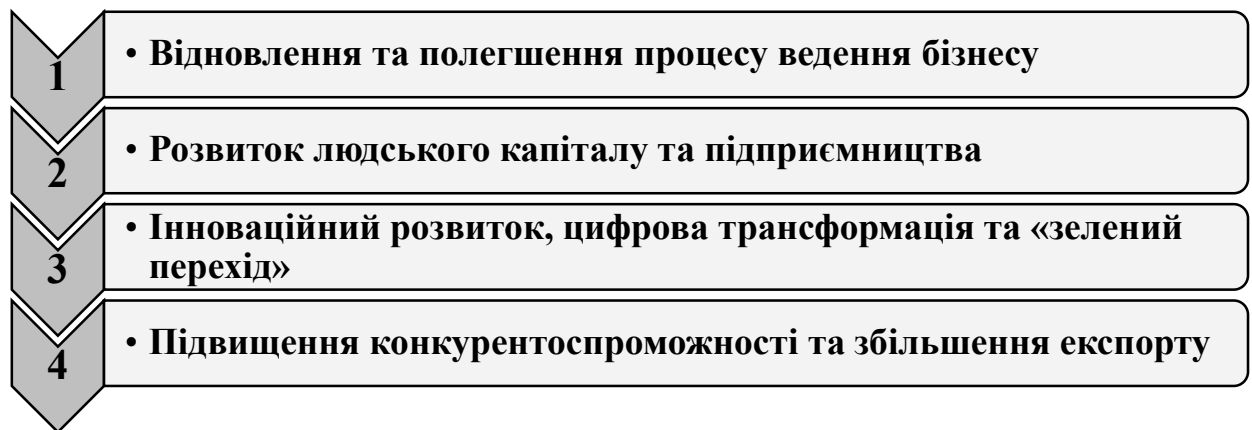 1
• Відновлення та полегшення процесу ведення бізнесу
2
• Розвиток людського капіталу та підприємництва
3
• Інноваційний розвиток, цифрова трансформація та «зелений
перехід»
4
• Підвищення конкурентоспроможності та збільшення експорту